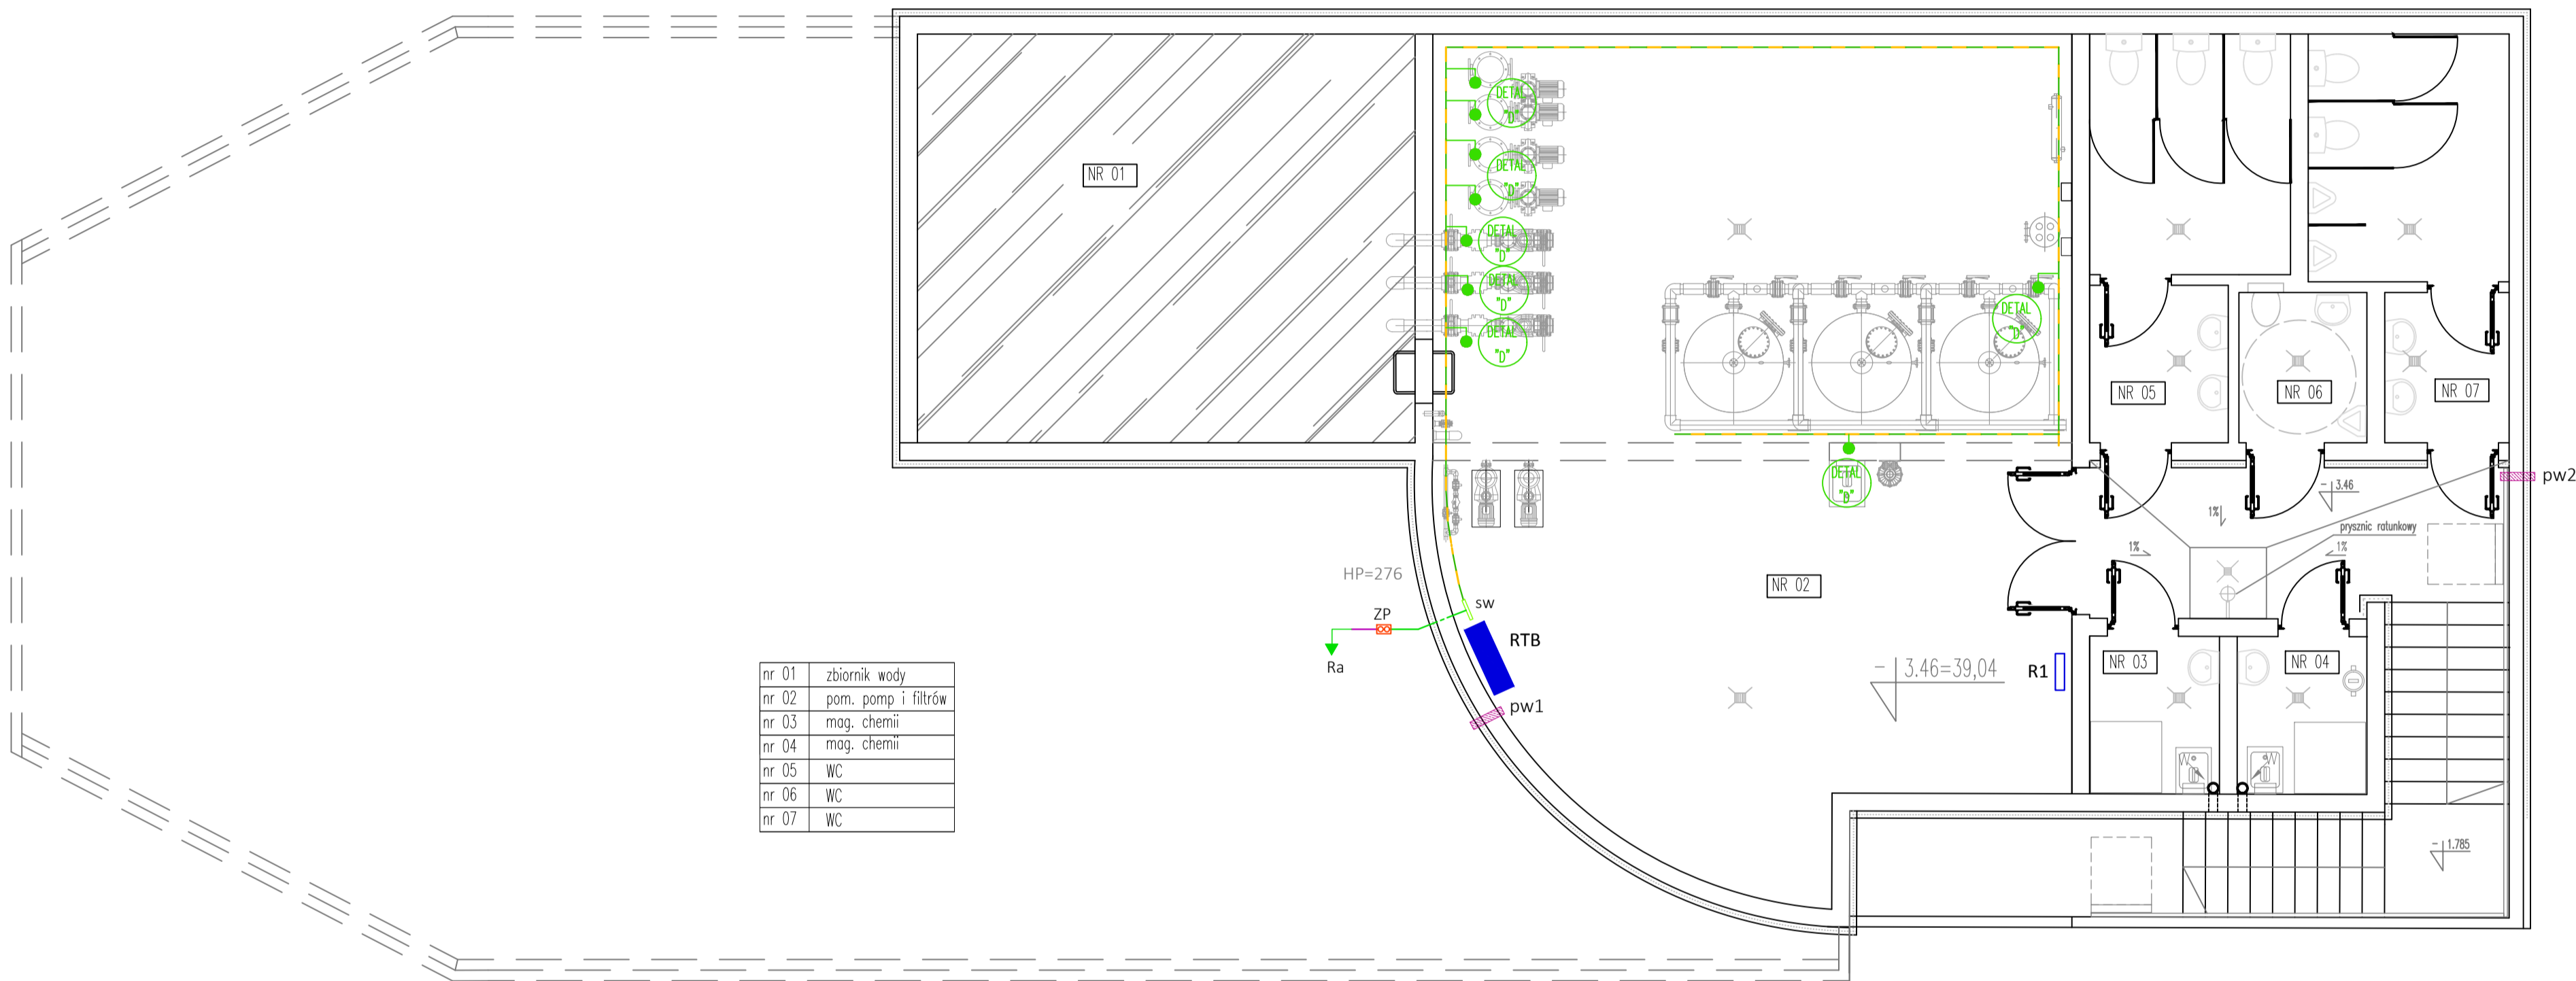 NR 01
DETAL
"D"
DETAL
"D"
DETAL
"D"
DETAL
"D"
DETAL
"D"
DETAL
"D"
DETAL
"D"
NR 05
NR 06
NR 07
pw2
- 3.46
1%
prysznic ratunkowy
1%
1%
HP=276
NR 02
ZP
sw
Ra
RTB
pw1
- 3.46=39,04
R1
NR 03
NR 04
W
W
- 1.785
nr 01 zbiornik wody
nr 02 pom. pomp i filtrów
nr 03 mag. chemii
nr 04 mag. chemii
nr 05 WC
nr 06 WC
nr 07 WC